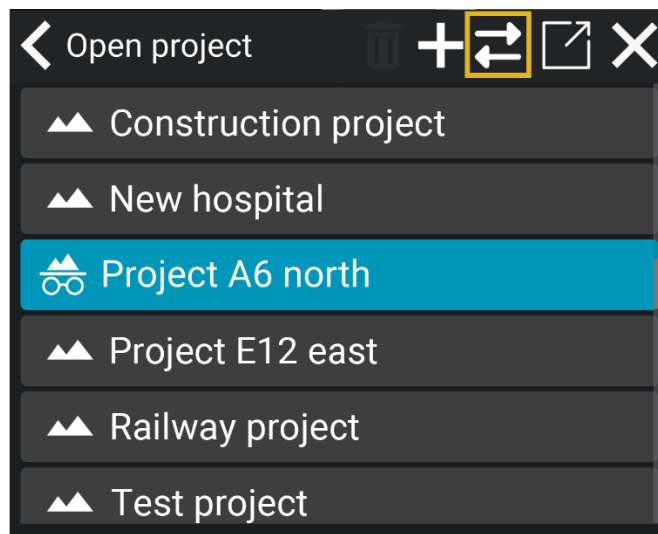 Open project
Construction project
New hospital
Project A6 north
Project E12 east
Railway project
Test project